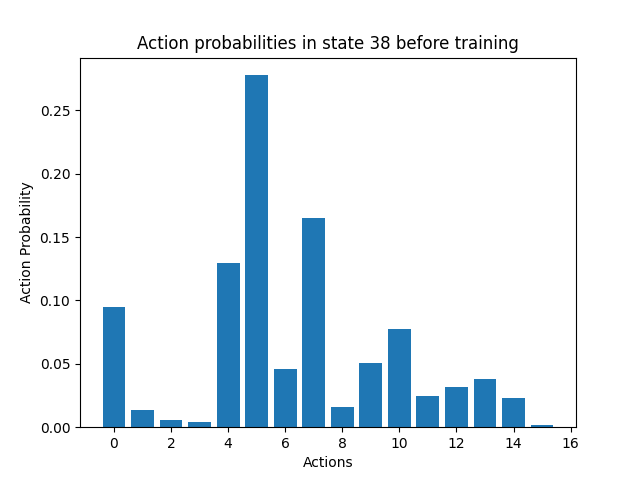 Action probabilities in state 38 before training
0.25
0.20
0.15
0.10
0.05
0.00
Action Probability
0 2 4 6 8 10 12 14 16
Actions